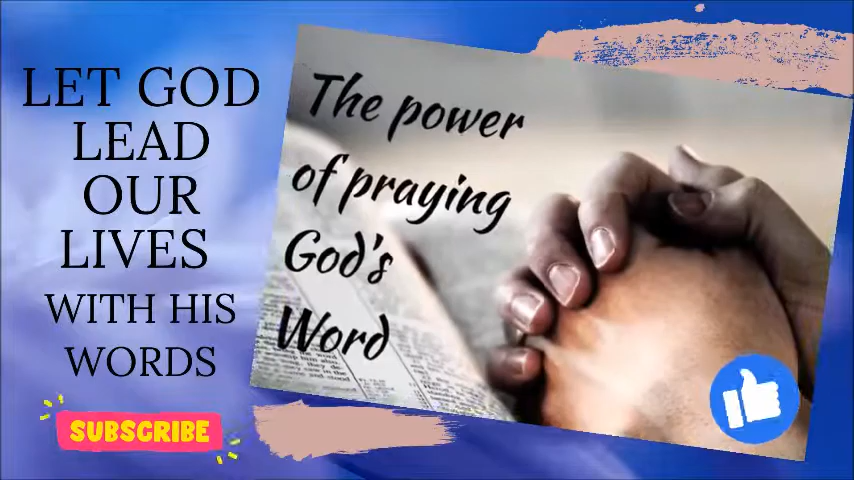 LET GOD
LEAD
OUR
LIVES
WITH HIS
WORDS
SUBSCRIBE
The power
of praying
God's
Word